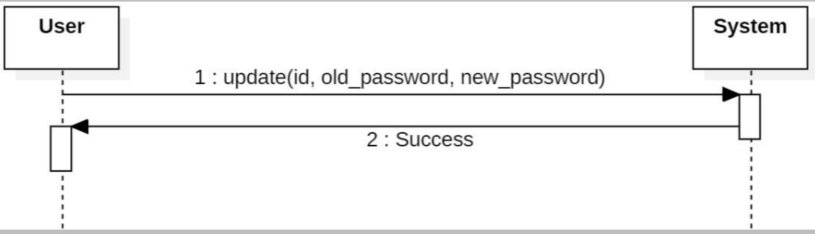 User
System
1 : update(id, old_password, new_password)
2 : Success